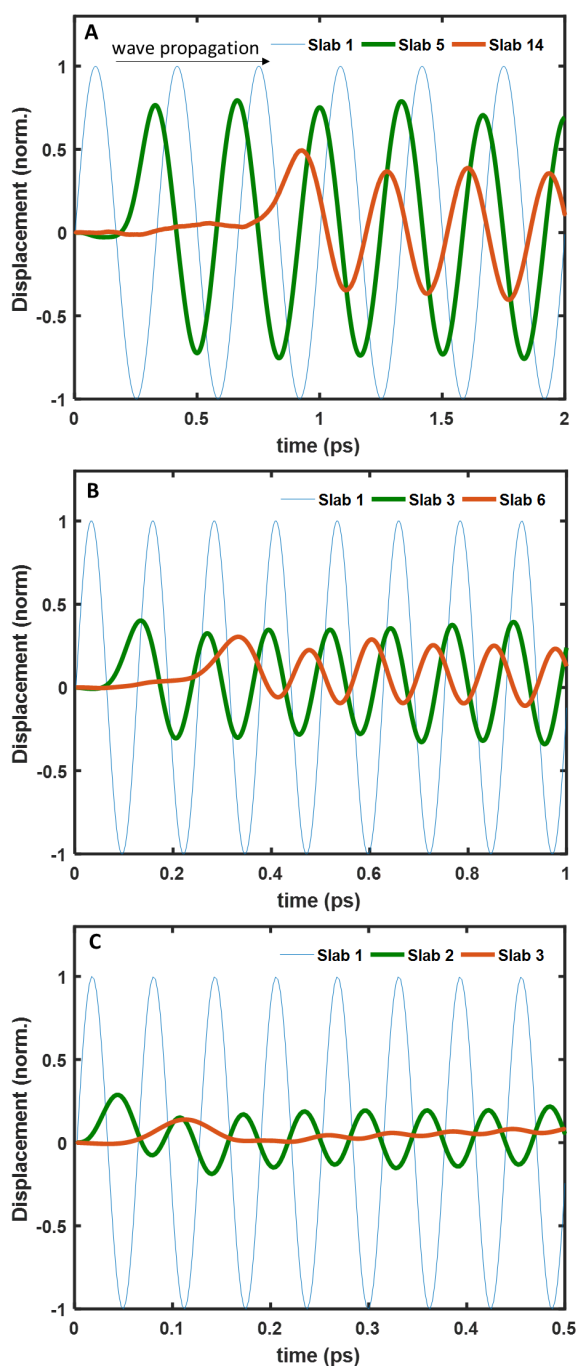 A
wave propagation
Slab 1 Slab 5 Slab 14
1
0.5
0
-0.5
-1
Displacement (norm.)
0 0.5 1 1.5 2
time (ps)
B
Slab 1 Slab 3 Slab 6
1
0.5
0
-0.5
-1
Displacement (norm)
0 0.2 0.4 0.6 0.8 1
time (ps)
C
Slab 1 Slab 2 Slab 3
1
0.5
0
-0.5
-1
Displacement (norm.)
0 0.1 0.2 0.3 0.4 0.5
time (ps)